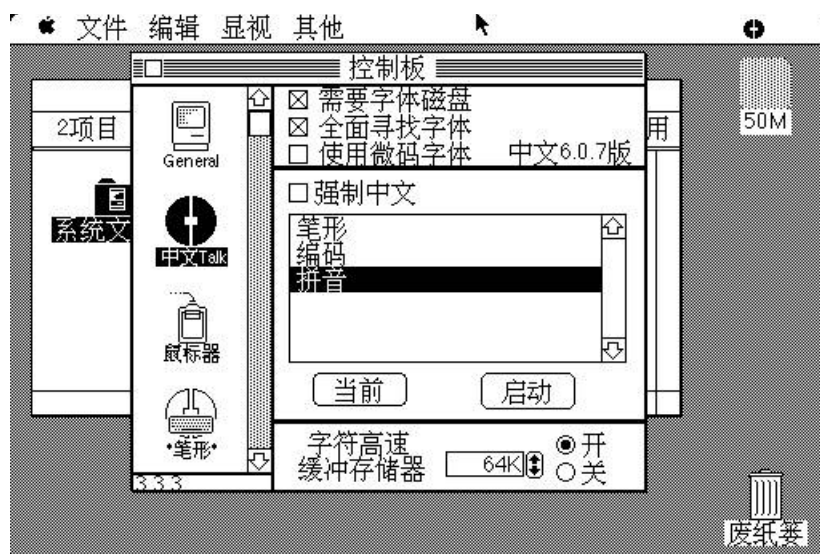 文件 编辑 显视 其他
控制板
2项目
用
50M
系统文
General
中文Talk
鼠标器
•笔形•
3.3.3
需要字体磁盘
全面寻找字体
使用微码字体 中文6.0.7版
强制中文
笔形
编码
拼音
当前 启动
字符高速
缓冲存储器 64K
开
关
废纸篓